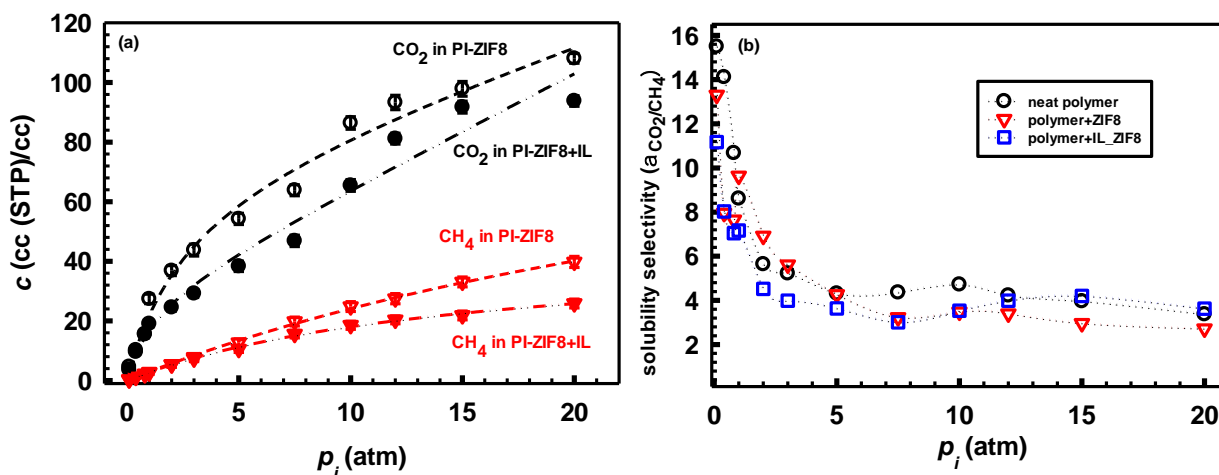 (a)
120
100
80
60
40
20
0
c (cc (STP)/cc)
CO2 in PI-ZIF8
CO2 in PI-ZIF8+IL
CH4 in PI-ZIF8
CH4 in PI-ZIF8+IL
0 5 10 15 20
pi (atm)
(b)
16
14
12
10
8
6
4
2
solubility selectivity (aCO2/CH4)
neat polymer
polymer+ZIF8
polymer+IL_ZIF8
0 5 10 15 20
pi (atm)